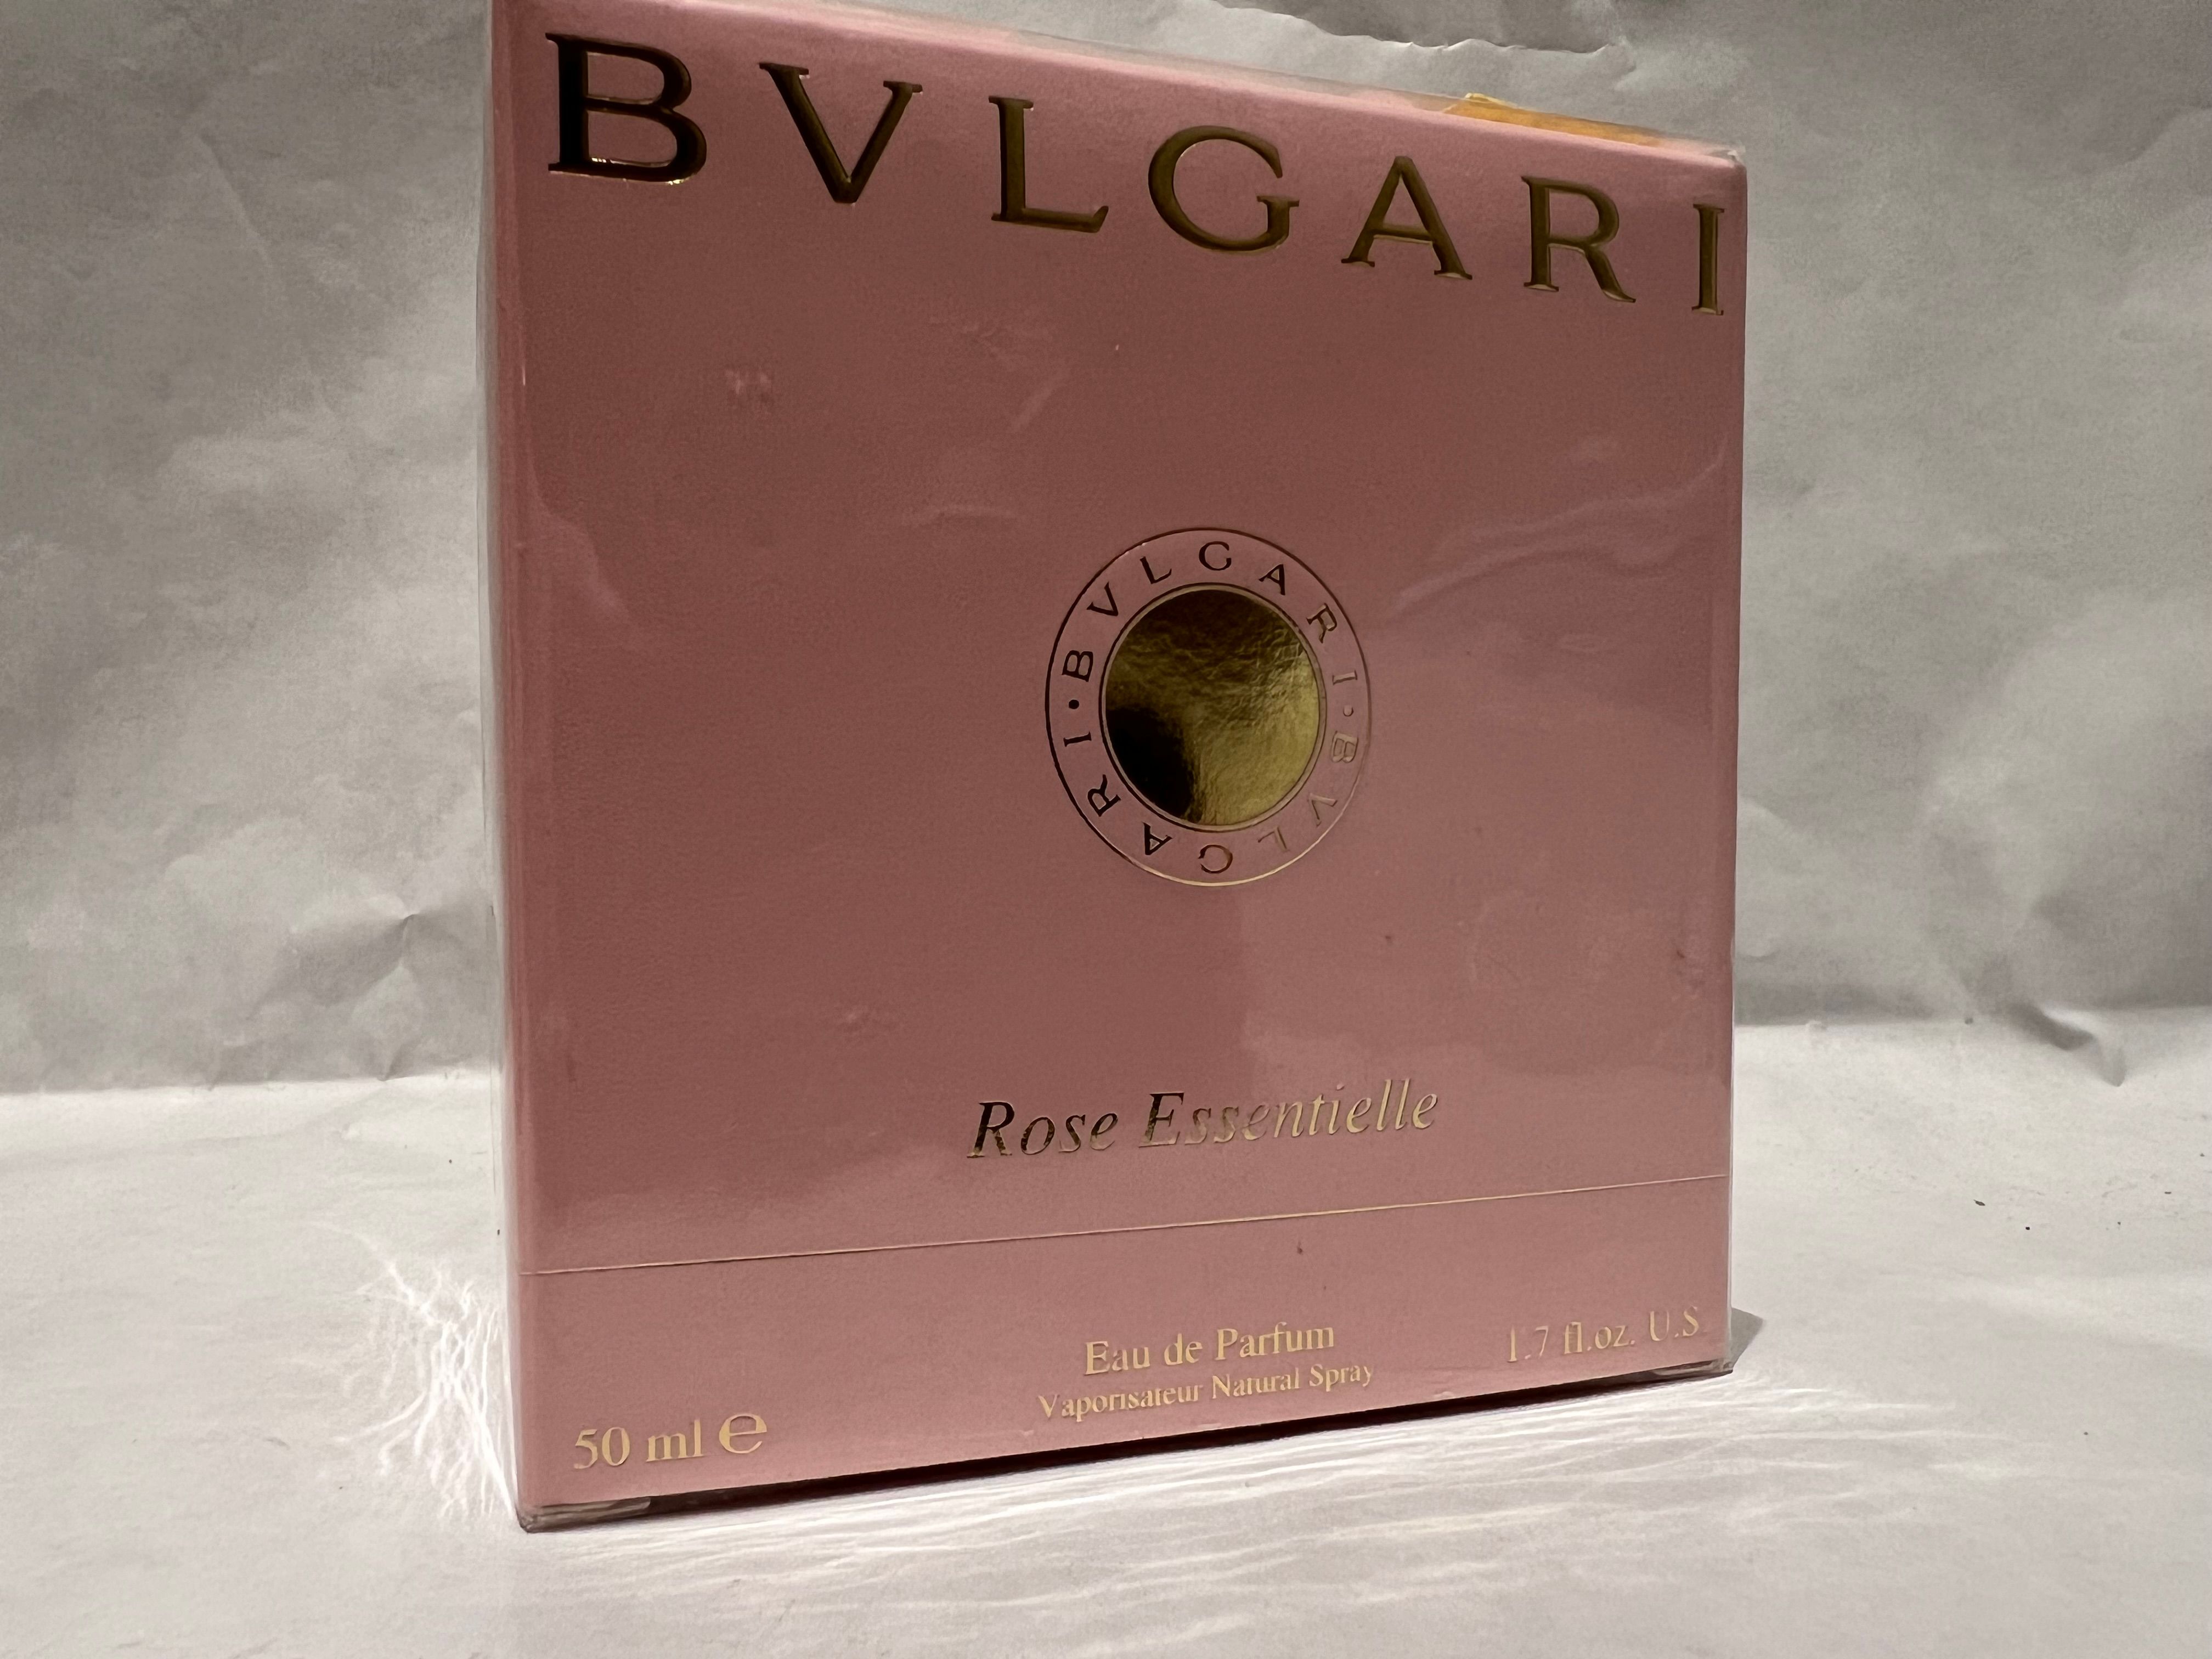 BVLGARI
BVLGARI · BVLGARI ·
Rose Essentielle
Eau de Parfum
Vaporisateur Natural Spray
50 ml ℮
1.7 fl.oz. U.S.